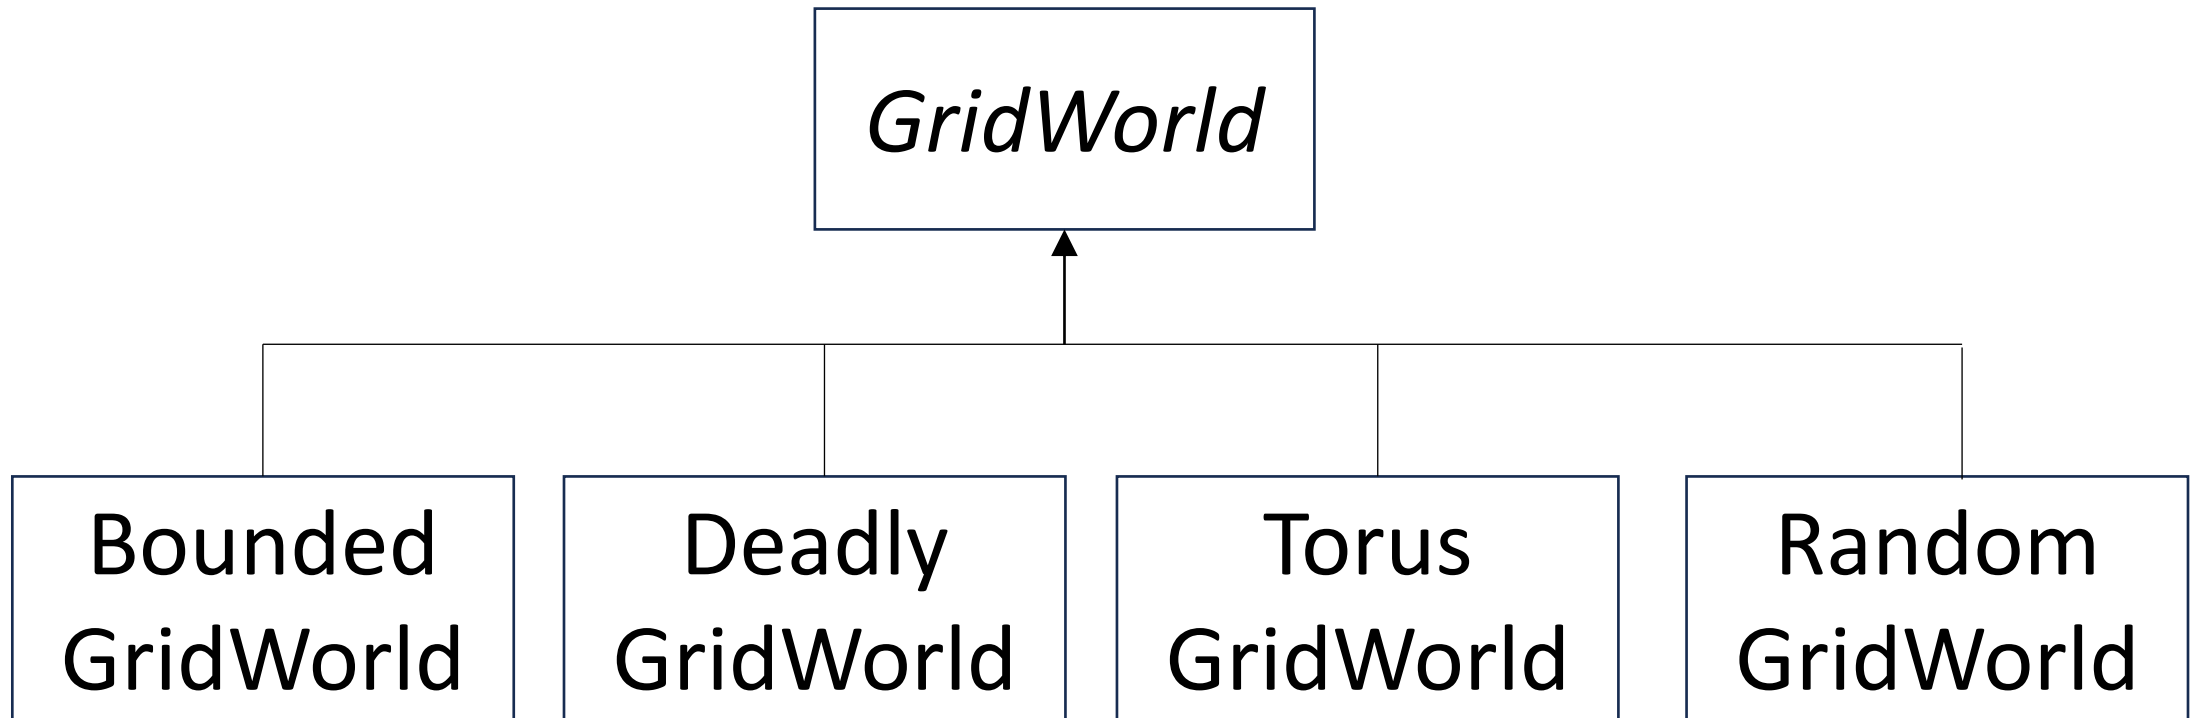 GridWorld
Bounded
GridWorld
Deadly
GridWorld
Torus
GridWorld
Random
GridWorld